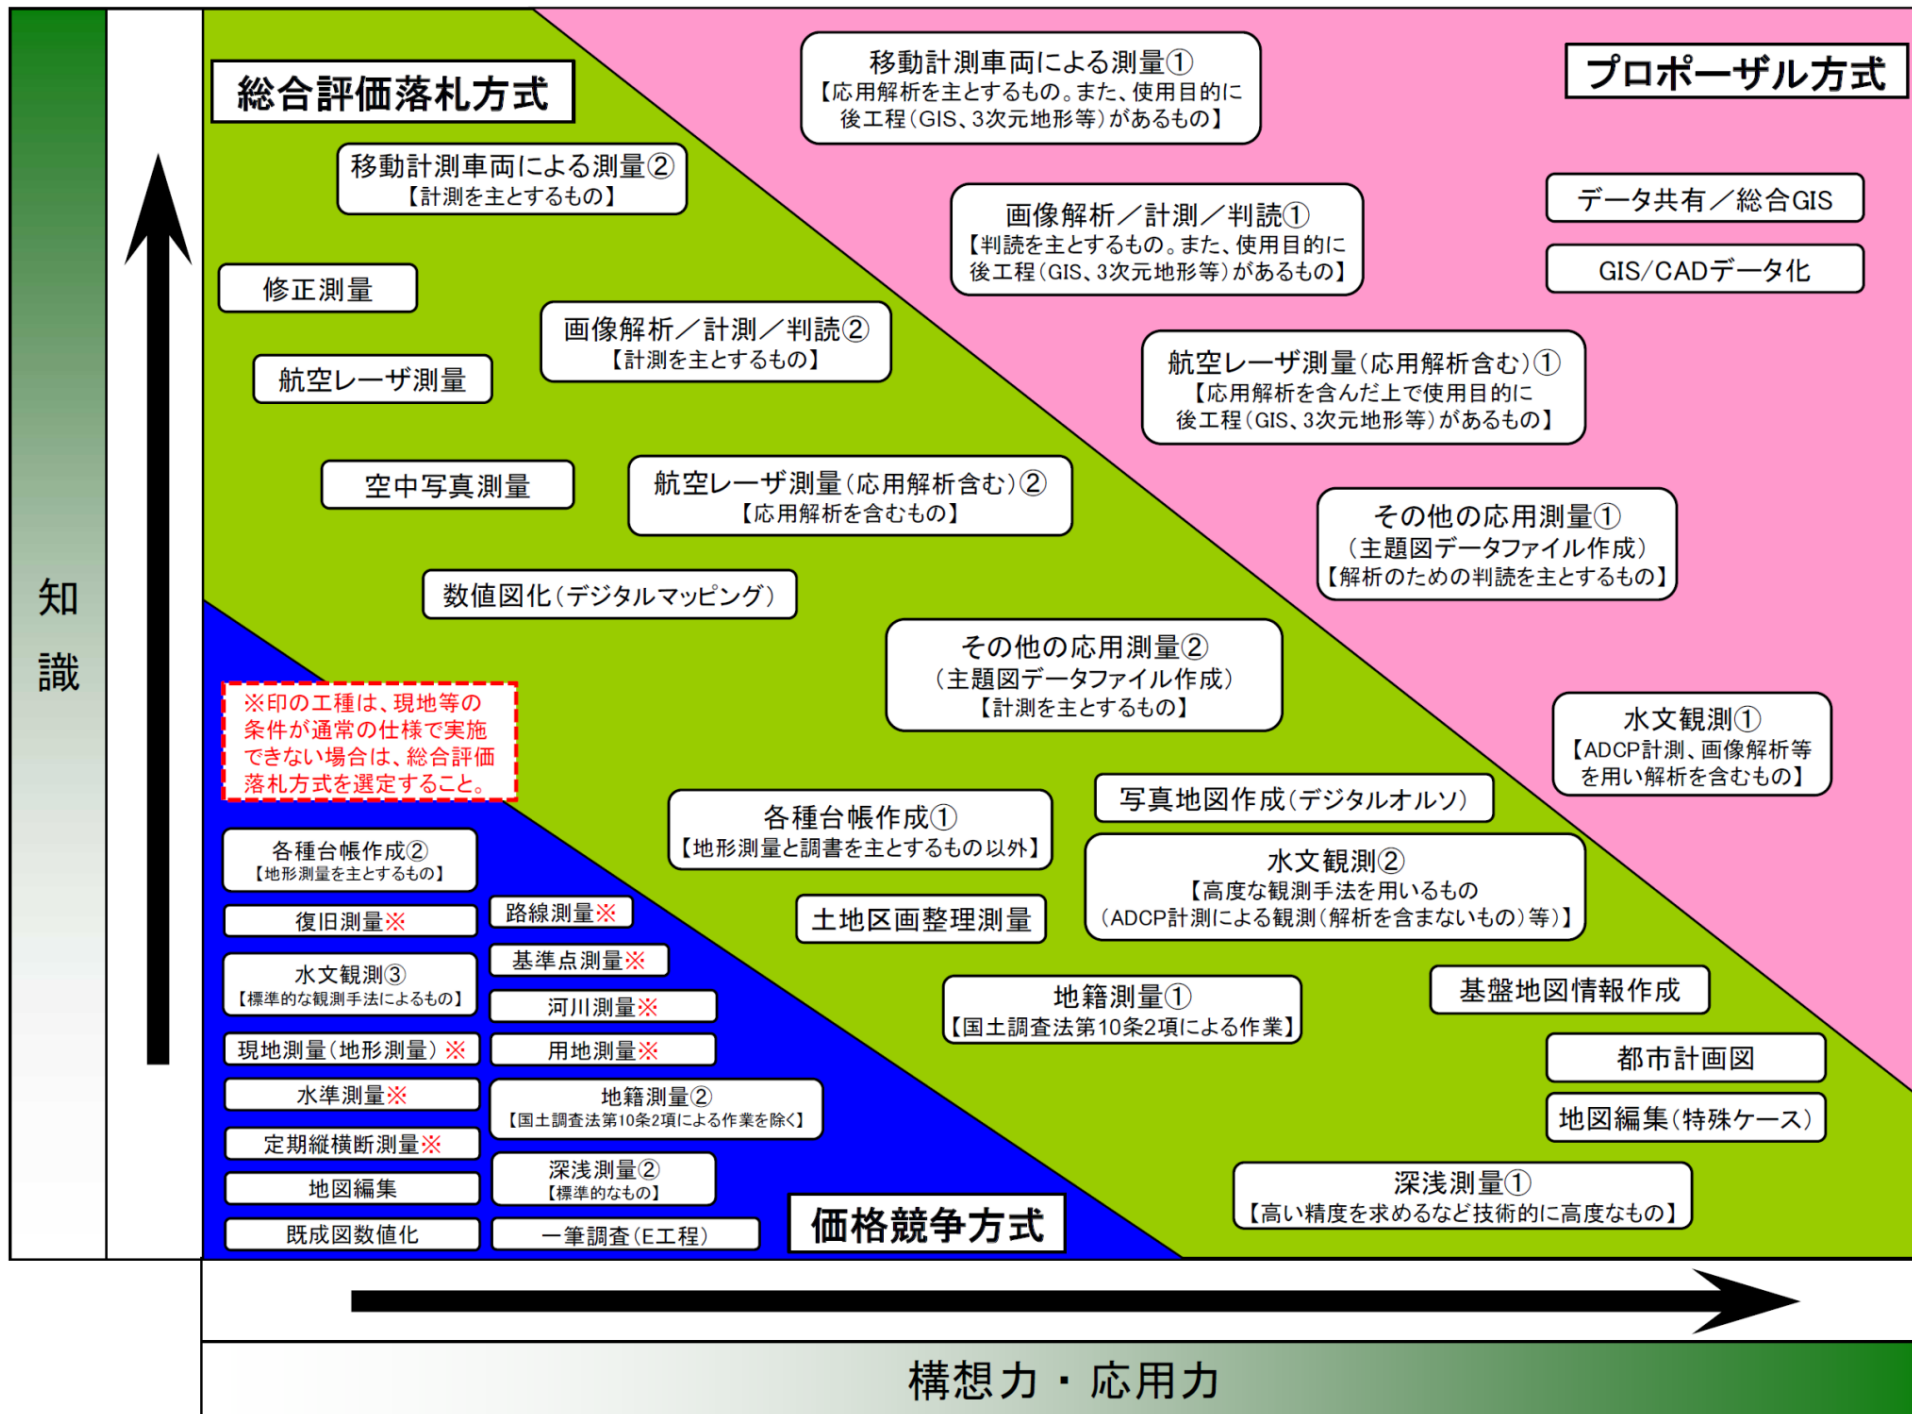 総合評価落札方式
プロポーザル方式
移動計測車両による測量①
【応用解析を主とするもの。また、使用目的に
後工程(GIS、3次元地形等)があるもの】
移動計測車両による測量②
【計測を主とするもの】
データ共有／総合GIS
画像解析／計測／判読①
【判読を主とするもの。また、使用目的に
後工程(GIS、3次元地形等)があるもの】
GIS/CADデータ化
修正測量
画像解析／計測／判読②
【計測を主とするもの】
航空レーザ測量
航空レーザ測量(応用解析含む)①
【応用解析を含んだ上で使用目的に
後工程(GIS、3次元地形等)があるもの】
空中写真測量
航空レーザ測量(応用解析含む)②
【応用解析を含むもの】
その他の応用測量①
(主題図データファイル作成)
【解析のための判読を主とするもの】
数値図化(デジタルマッピング)
その他の応用測量②
(主題図データファイル作成)
【計測を主とするもの】
知
識
※印の工種は、現地等の
条件が通常の仕様で実施
できない場合は、総合評価
落札方式を選定すること。
水文観測①
【ADCP計測、画像解析等
を用い解析を含むもの】
写真地図作成(デジタルオルソ)
各種台帳作成①
【地形測量と調書を主とするもの以外】
水文観測②
【高度な観測手法を用いるもの
(ADCP計測による観測(解析を含まないもの)等)】
土地区画整理測量
地籍測量①
【国土調査法第10条2項による作業】
基盤地図情報作成
都市計画図
地図編集(特殊ケース)
深浅測量①
【高い精度を求めるなど技術的に高度なもの】
各種台帳作成②
【地形測量を主とするもの】
復旧測量※
路線測量※
水文観測③
【標準的な観測手法によるもの】
基準点測量※
河川測量※
現地測量(地形測量)※
用地測量※
水準測量※
地籍測量②
【国土調査法第10条2項による作業を除く】
定期縦横断測量※
深浅測量②
【標準的なもの】
地図編集
既成図数値化
一筆調査(E工程)
価格競争方式
構想力・応用力